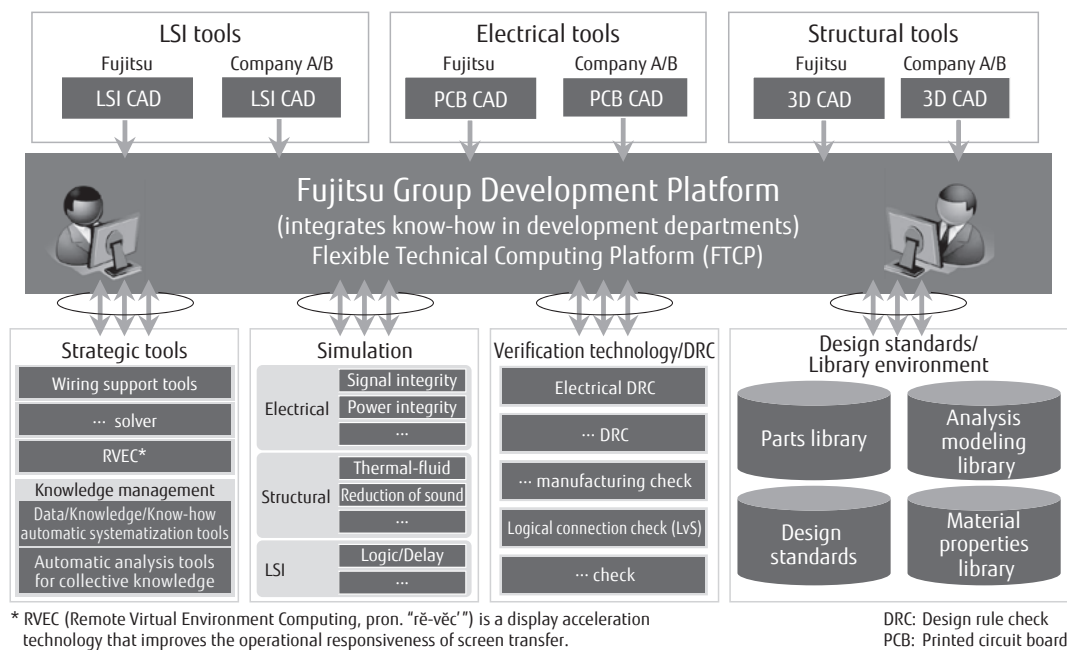 LSI tools
Fujitsu
Company A/B
LSI CAD
LSI CAD
Electrical tools
Fujitsu
Company A/B
PCB CAD
PCB CAD
Structural tools
Fujitsu
Company A/B
3D CAD
3D CAD
Fujitsu Group Development Platform
(integrates know-how in development departments)
Flexible Technical Computing Platform (FTCP)
Strategic tools
Wiring support tools
... solver
RVEC*
Knowledge management
Data/Knowledge/Know-how
automatic systematization tools
Automatic analysis tools
for collective knowledge
Simulation
Electrical
Signal integrity
Power integrity
...
Structural
Thermal-fluid
Reduction of sound
...
LSI
Logic/Delay
...
Verification technology/DRC
Electrical DRC
... DRC
... manufacturing check
Logical connection check (LvS)
... check
Design standards/
Library environment
Parts library
Analysis
modeling
library
Design
standards
Material
properties
library
* RVEC (Remote Virtual Environment Computing, pron. “rĕ-vĕc′”) is a display acceleration
technology that improves the operational responsiveness of screen transfer.
DRC: Design rule check
PCB: Printed circuit board